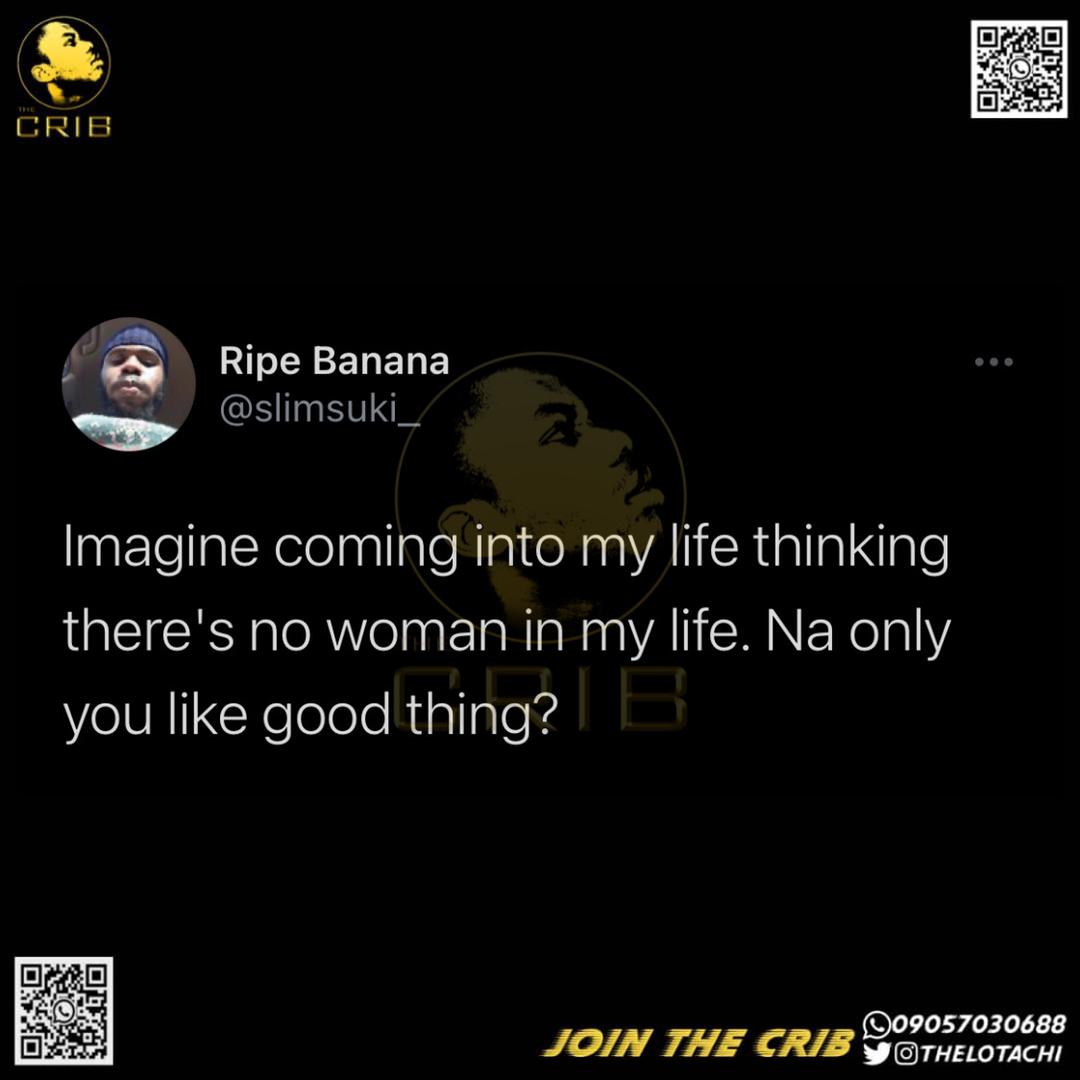 THE
CRIB
Ripe Banana
@slimsuki_
Imagine coming into my life thinking
there's no woman in my life. Na only
you like good thing?
THE
CRIB
JOIN THE CRIB
09057030688
@THELOTACHI